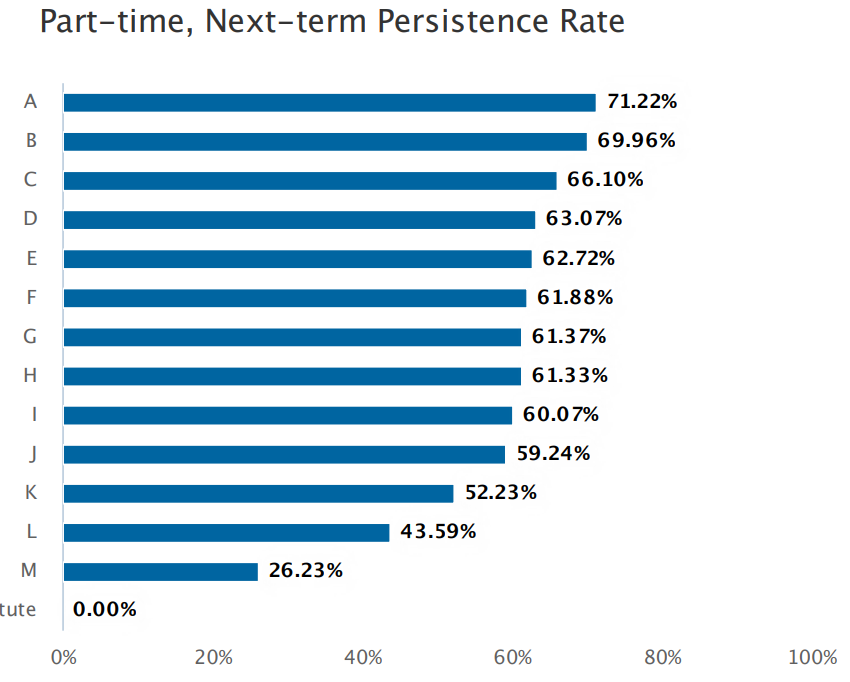 Part-time, Next-term Persistence Rate
A 71.22%
B 69.96%
C 66.10%
D 63.07%
E 62.72%
F 61.88%
G 61.37%
H 61.33%
I 60.07%
J 59.24%
K 52.23%
L 43.59%
M 26.23%
tute 0.00%
0% 20% 40% 60% 80% 100%